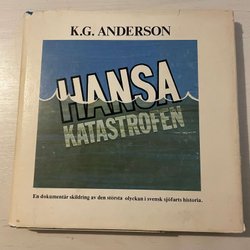 K.G. ANDERSON
HANSA
KATASTROFEN
En dokumentär skildring av den största olyckan i svensk sjöfarts historia.